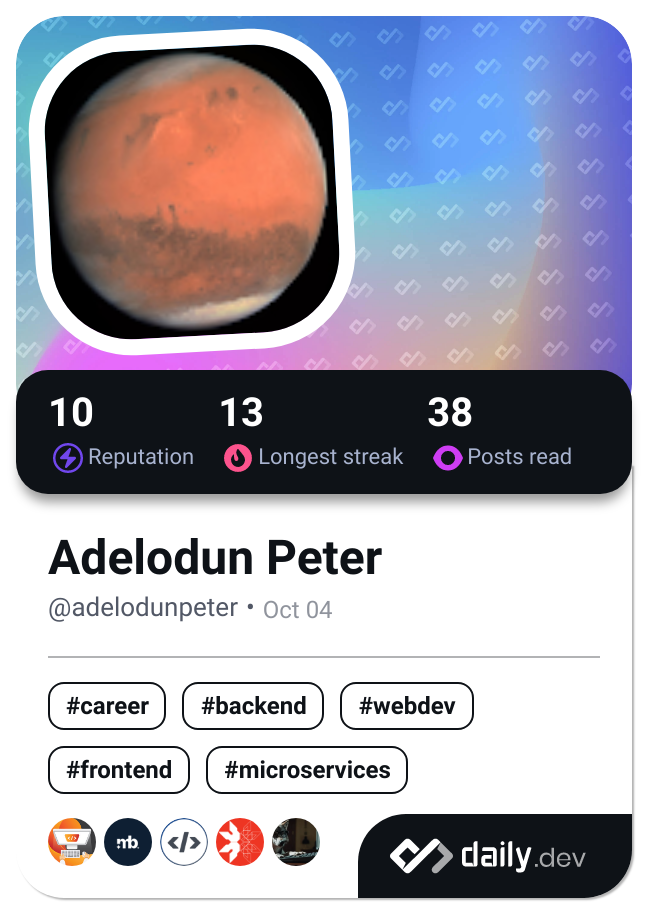 10 13 38
Reputation Longest streak Posts read
Adelodun Peter
@adelodunpeter • Oct 04
#career #backend #webdev
#frontend #microservices
mb </>
daily.dev